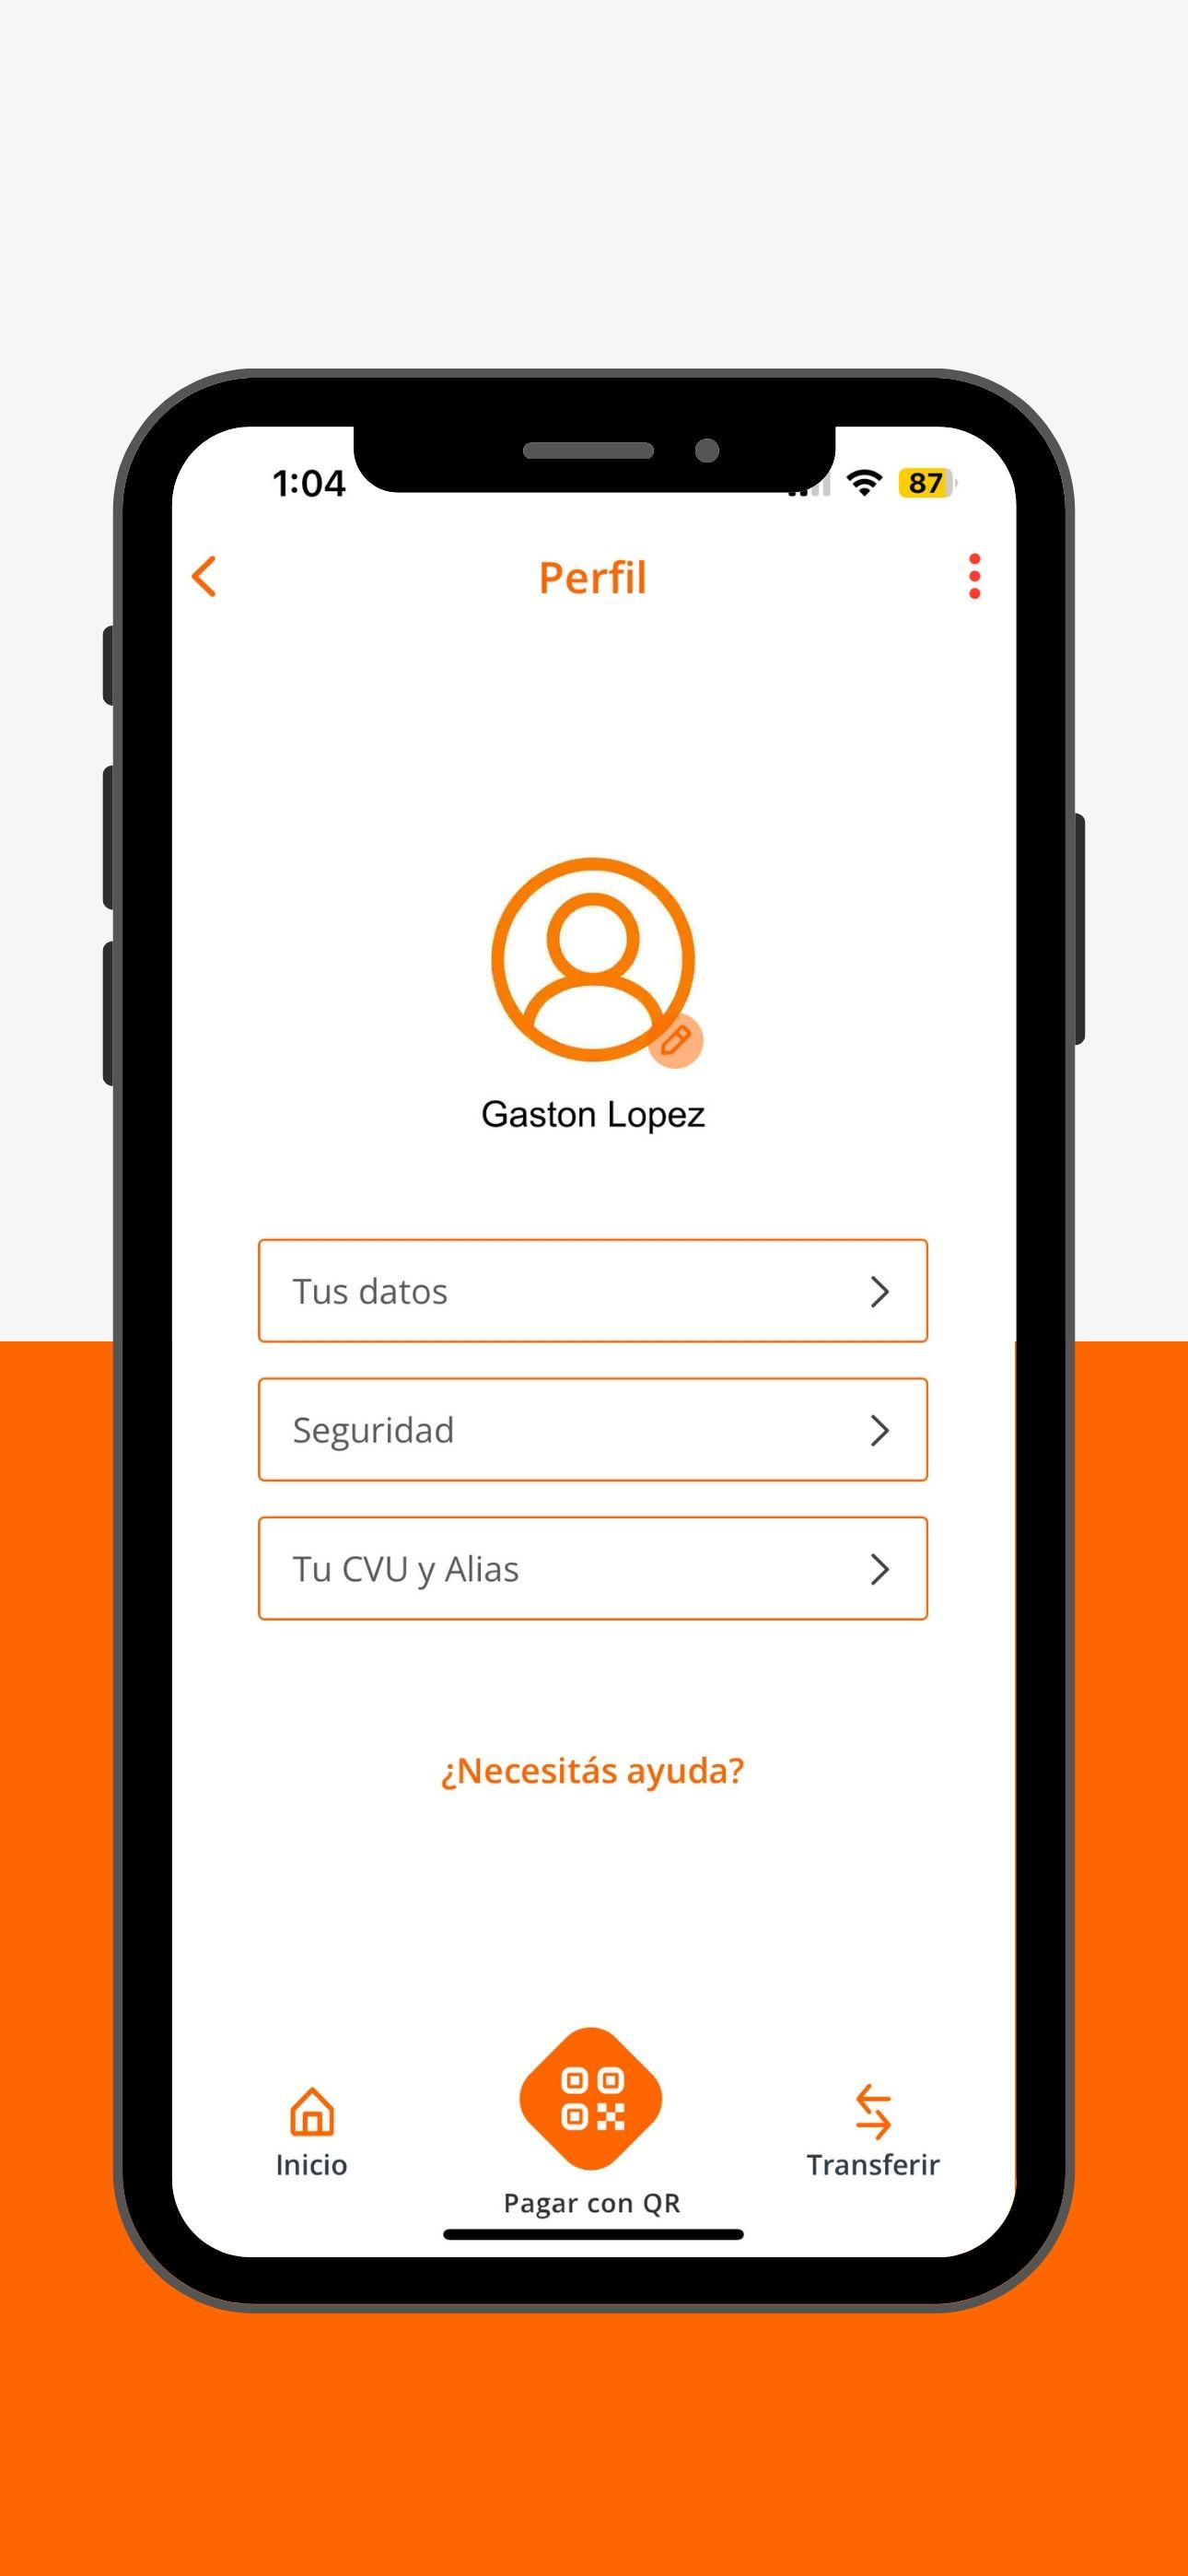 1:04
87
Perfil
Gaston Lopez
Tus datos
Seguridad
Tu CVU y Alias
¿Necesitás ayuda?
Inicio
Transferir
Pagar con QR